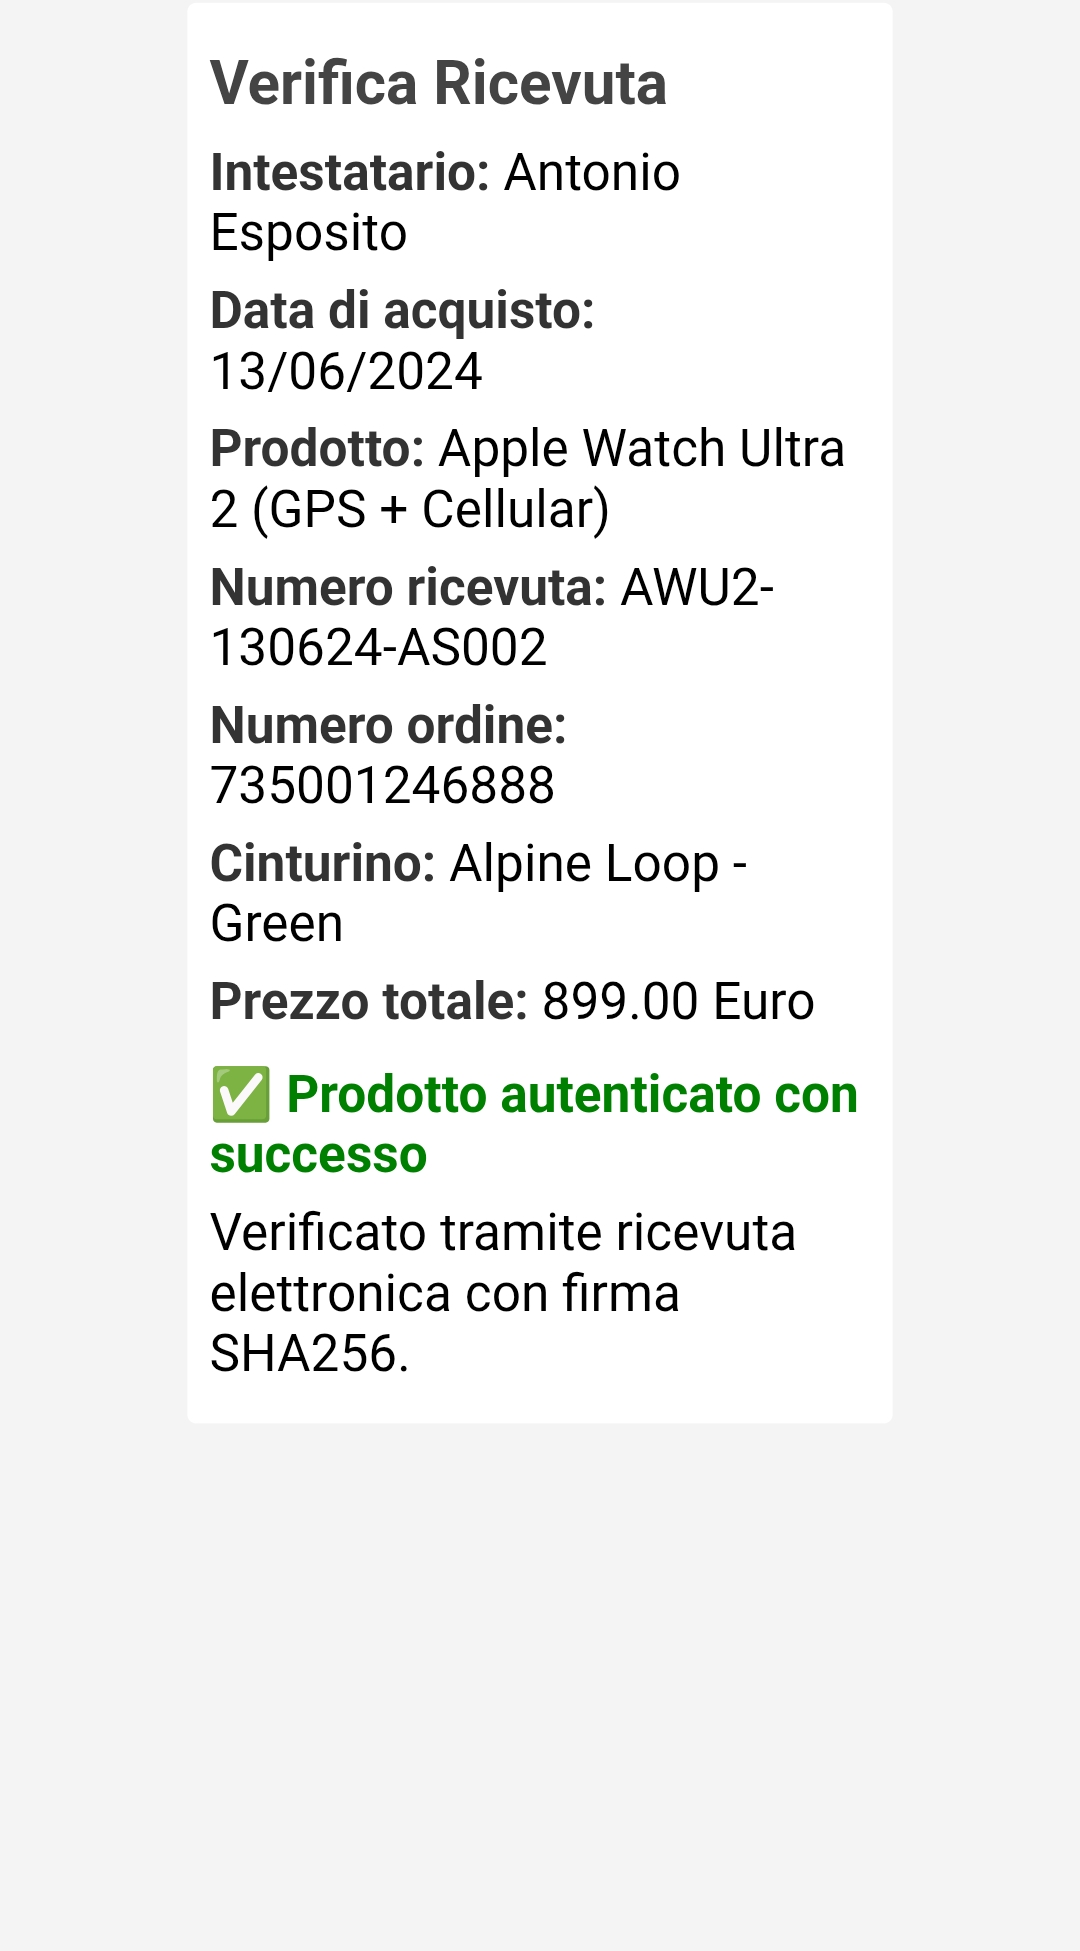 Verifica Ricevuta
Intestatario: Antonio
Esposito
Data di acquisto:
13/06/2024
Prodotto: Apple Watch Ultra
2 (GPS + Cellular)
Numero ricevuta: AWU2-
130624-AS002
Numero ordine:
735001246888
Cinturino: Alpine Loop -
Green
Prezzo totale: 899.00 Euro
✅ Prodotto autenticato con
successo
Verificato tramite ricevuta
elettronica con firma
SHA256.